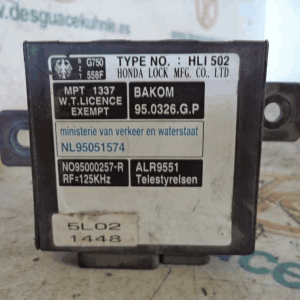 www.desguacekuhnie.es
G750
558F
TYPE NO. : HLI 502
HONDA LOCK MFG. CO., LTD
MPT 1337
W.T.LICENCE
EXEMPT
BAKOM
95.0326.G.P
ministerie van verkeer en waterstaat
NL95051574
NO95000257-R
RF=125KHz
ALR9551
Telestyrelsen
5L02
1448